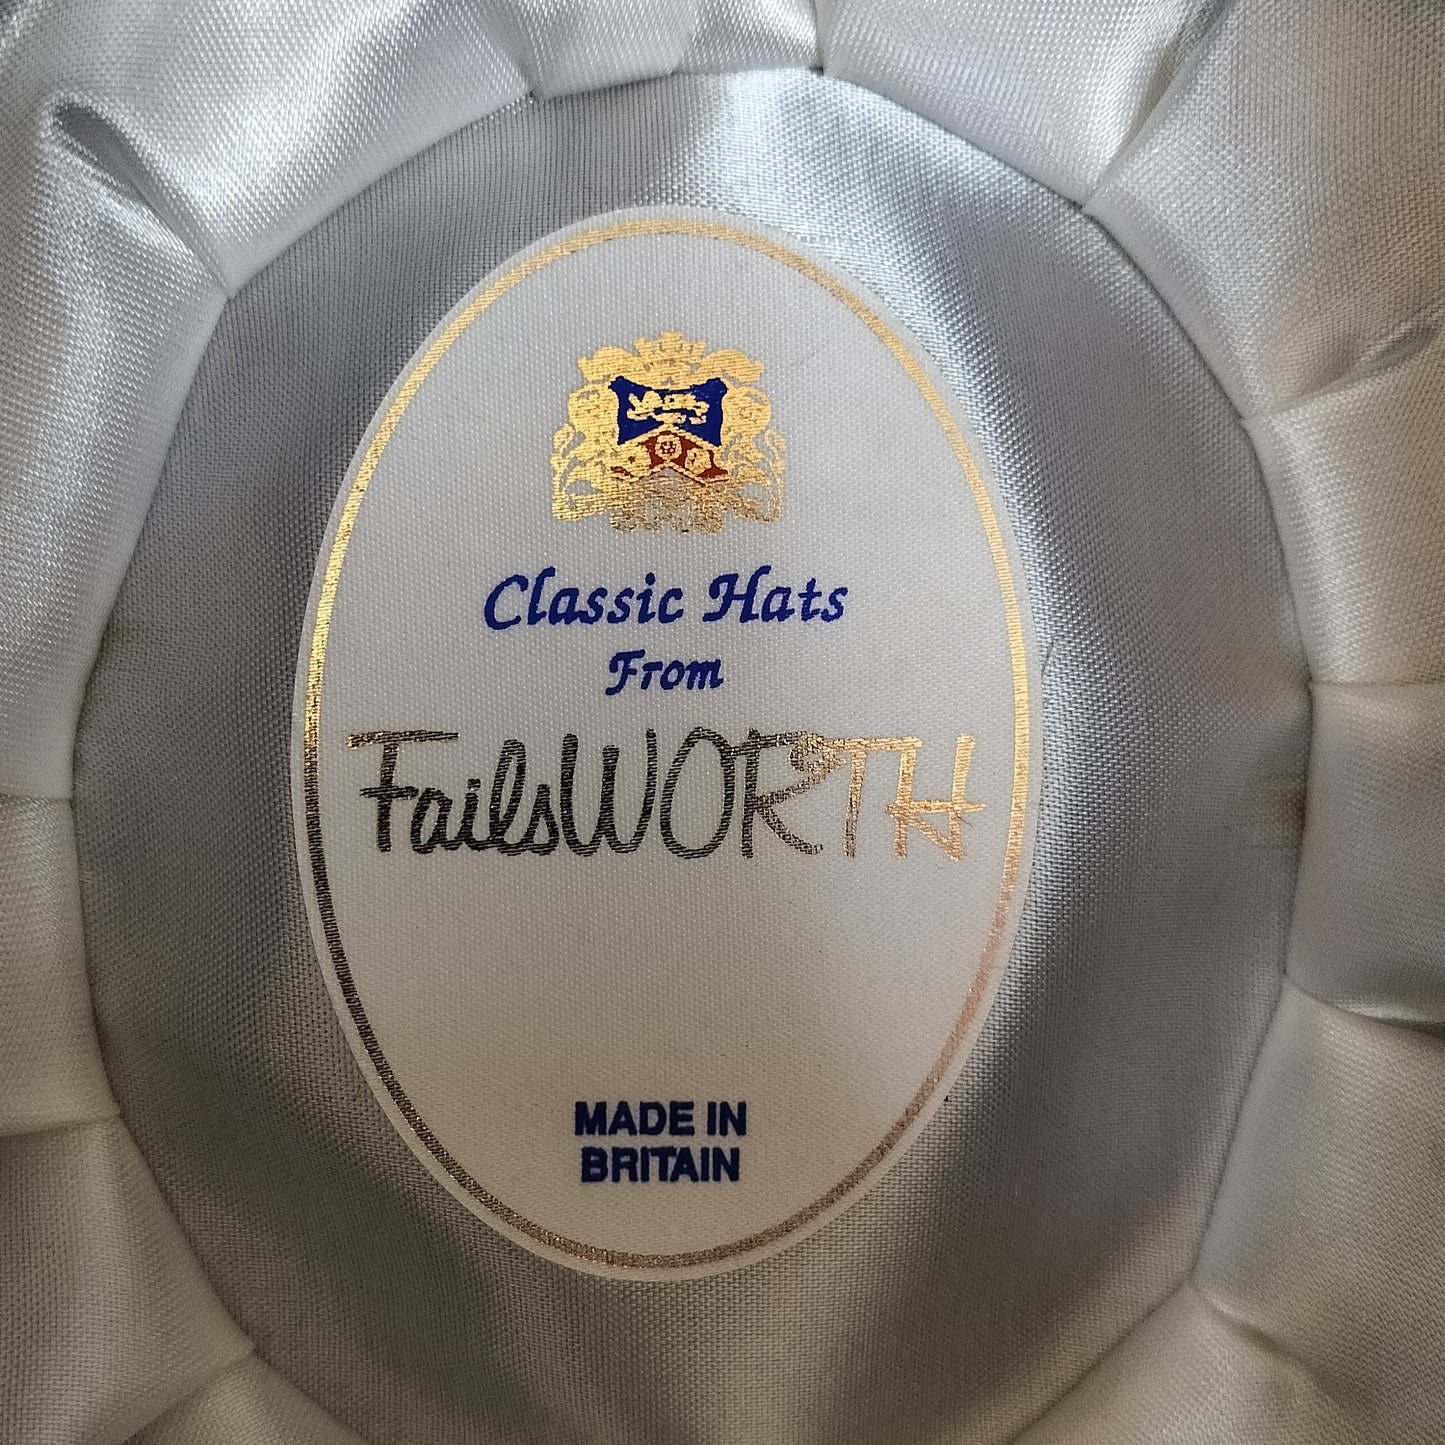 Classic Hats
From
FailsWORTH
MADE IN
BRITAIN